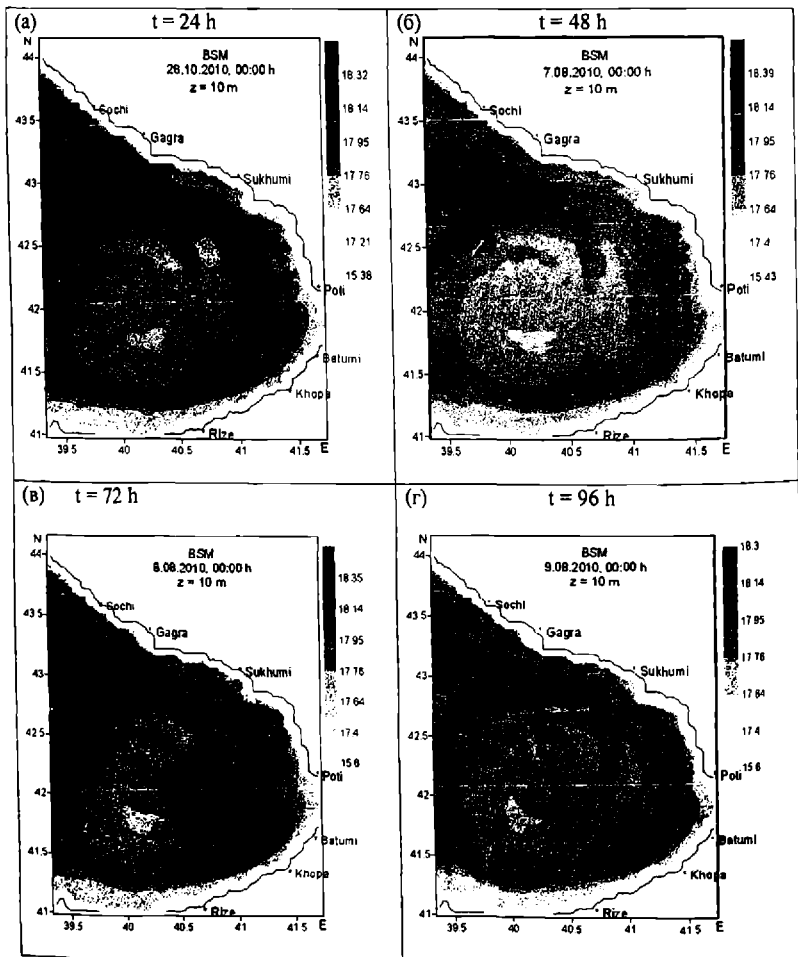 (а) t = 24 h
N
44
43 5
43
42.5
42
41.5
41
39.5 40 40.5 41 41.5 E
BSM
26.10.2010, 00:00 h
z = 10 m
Sochi
Gagra
Sukhumi
Poti
Batumi
Khopa
Rize
18.32
18.14
17.95
17.76
17.64
17.21
15.38
(б) t = 48 h
N
44
43 5
43
42.5
42
41.5
41
39.5 40 40.5 41 41.5 E
BSM
7.08.2010, 00:00 h
z = 10 m
Sochi
Gagra
Sukhumi
Poti
Batumi
Khopa
Rize
18.39
18.14
17.95
17.76
17.64
17.4
15.43
(в) t = 72 h
N
44
43.5
43
42.5
42
41.5
41
39.5 40 40.5 41 41.5 E
BSM
8.08.2010, 00:00 h
z = 10 m
Sochi
Gagra
Sukhumi
Poti
Batumi
Khopa
Rize
18.35
18 14
17.95
17.76
17.64
17.4
15.6
(г) t = 96 h
N
44
43.5
43
42.5
42
41.5
41
39.5 40 40.5 41 41.5 E
BSM
9.08.2010, 00:00 h
z = 10 m
Sochi
Gagra
Sukhumi
Poti
Batumi
Khopa
Rize
18.3
18.14
17.95
17.76
17.64
17.4
15.6